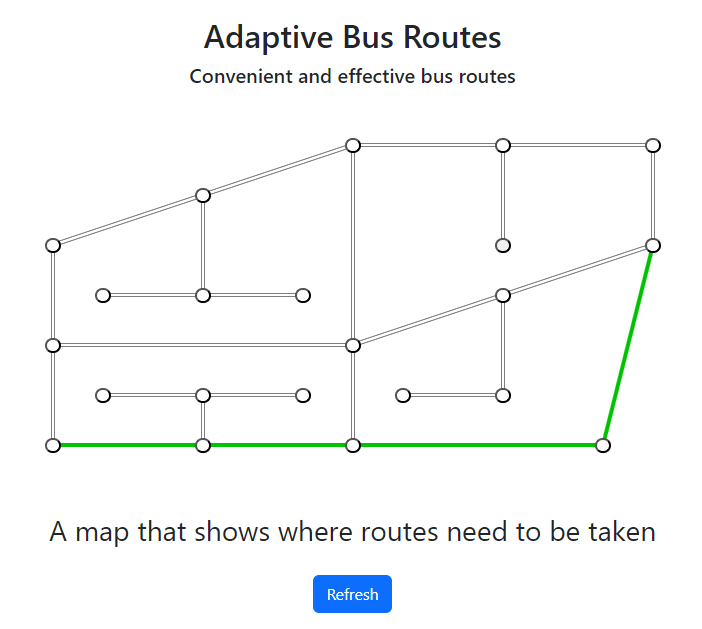 Adaptive Bus Routes
Convenient and effective bus routes
A map that shows where routes need to be taken
Refresh